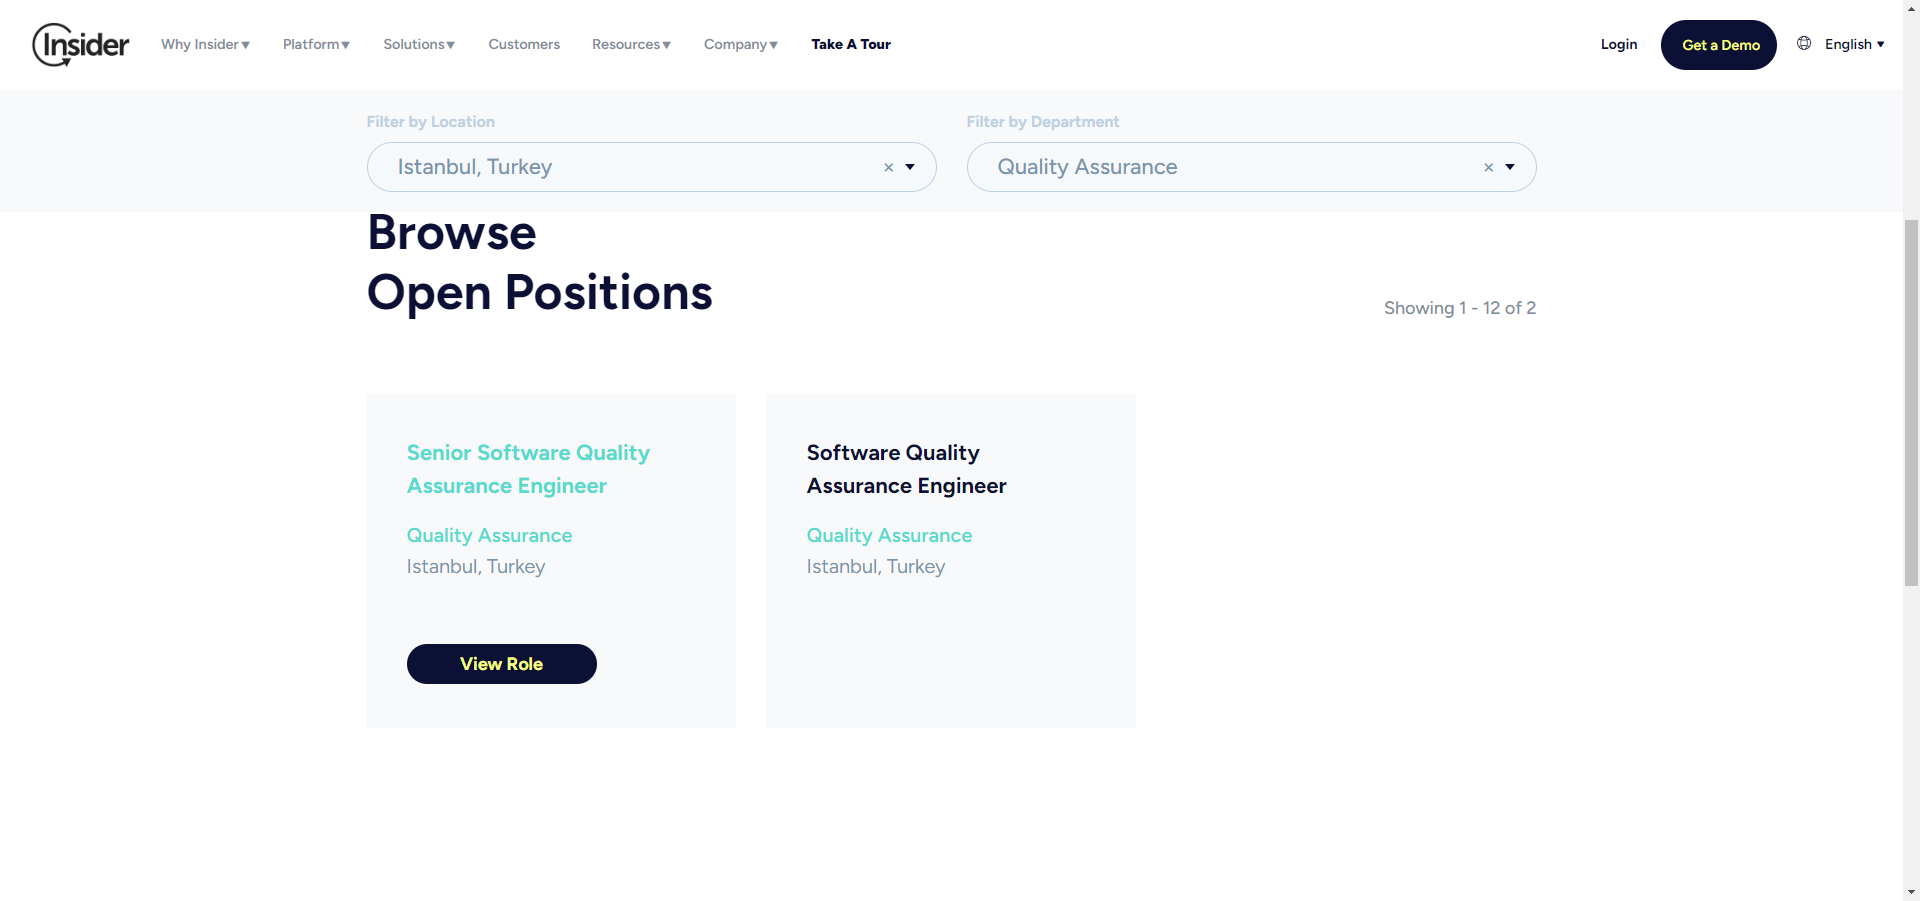 Insider
Why Insider▼ Platform▼ Solutions▼ Customers Resources▼ Company▼ Take A Tour Login Get a Demo English ▼
Filter by Location Filter by Department
Istanbul, Turkey × Quality Assurance ×
Browse
Open Positions
Showing 1 - 12 of 2
Senior Software Quality
Assurance Engineer
Quality Assurance
Istanbul, Turkey
View Role
Software Quality
Assurance Engineer
Quality Assurance
Istanbul, Turkey